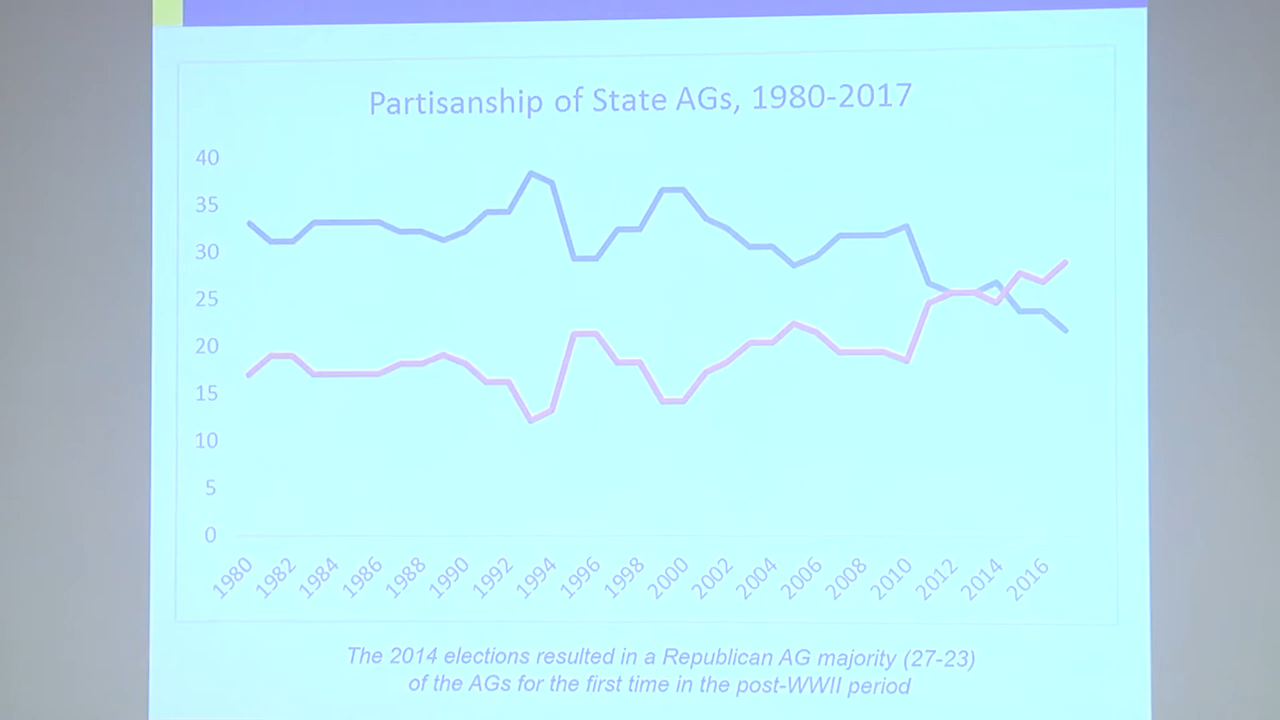 Partisanship of State AGs, 1980-2017
40
35
30
25
20
15
10
5
0
1980 1982 1984 1986 1988 1990 1992 1994 1996 1998 2000 2002 2004 2006 2008 2010 2012 2014 2016
The 2014 elections resulted in a Republican AG majority (27-23)
of the AGs for the first time in the post-WWII period